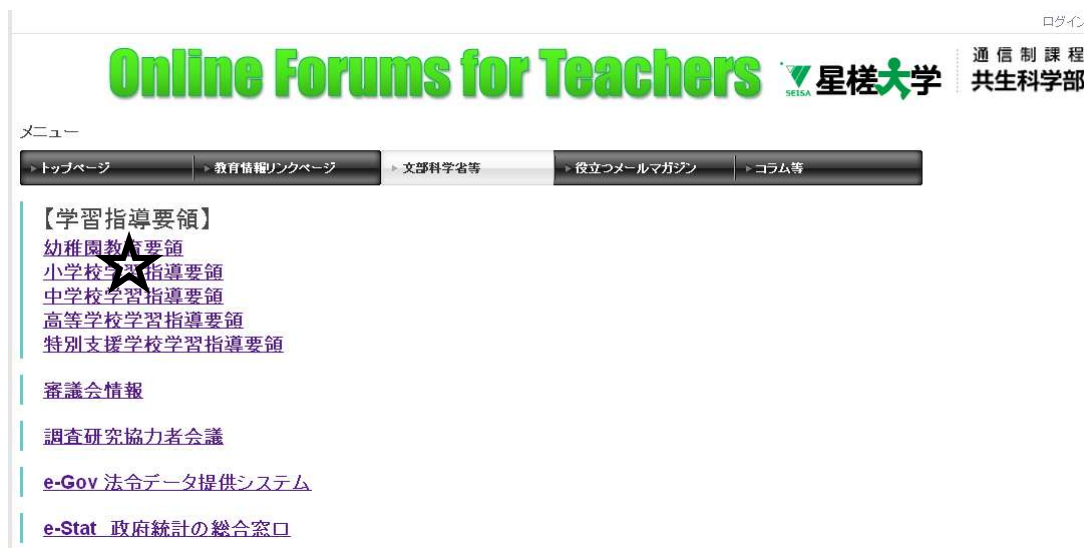 ログイン
Online Forums for Teachers
SEISA 星槎大学
通信制課程
共生科学部
メニュー
トップページ 教育情報リンクページ 文部科学省等 役立つメールマガジン コラム等
【学習指導要領】
幼稚園教育要領
小学校学習指導要領
中学校学習指導要領
高等学校学習指導要領
特別支援学校学習指導要領
審議会情報
調査研究協力者会議
e-Gov 法令データ提供システム
e-Stat 政府統計の総合窓口